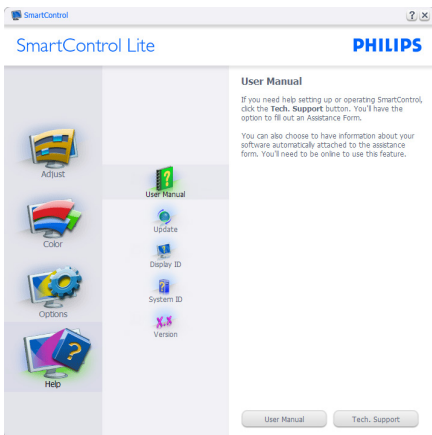 SmartControl
? ×
SmartControl Lite
PHILIPS
Adjust
Color
Options
Help
User Manual
Update
Display ID
System ID
X.X
Version
User Manual
If you need help setting up or operating SmartControl,
click the Tech. Support button. You'll have the
option to fill out an Assistance Form.
You can also choose to have information about your
software automatically attached to the assistance
form. You'll need to be online to use this feature.
User Manual
Tech. Support